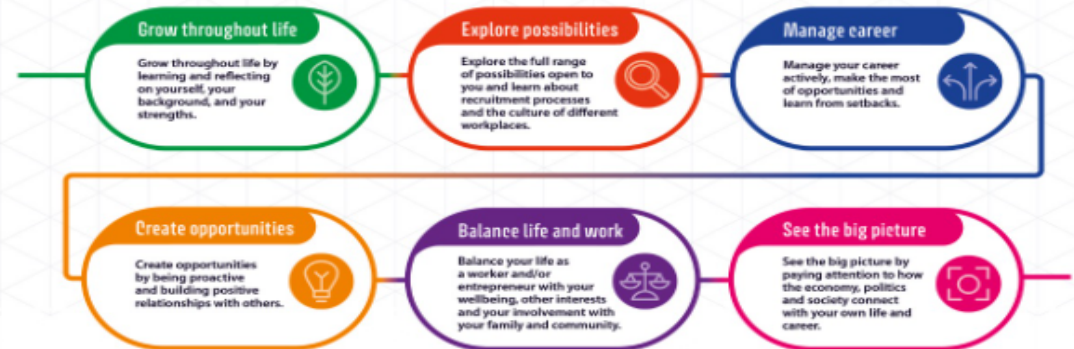 Grow throughout life
Grow throughout life by
learning and reflecting
on yourself, your
background, and your
strengths.
Explore possibilities
Explore the full range
of possibilities open to
you and learn about
recruitment processes
and the culture of different
workplaces.
Manage career
Manage your career
actively, make the most
of opportunities and
learn from setbacks.
Create opportunities
Create opportunities
by being proactive
and building positive
relationships with others.
Balance life and work
Balance your life as
a worker and/or
entrepreneur with your
wellbeing, other interests
and your involvement with
your family and community.
See the big picture
See the big picture by
paying attention to how
the economy, politics
and society connect
with your own life and
career.